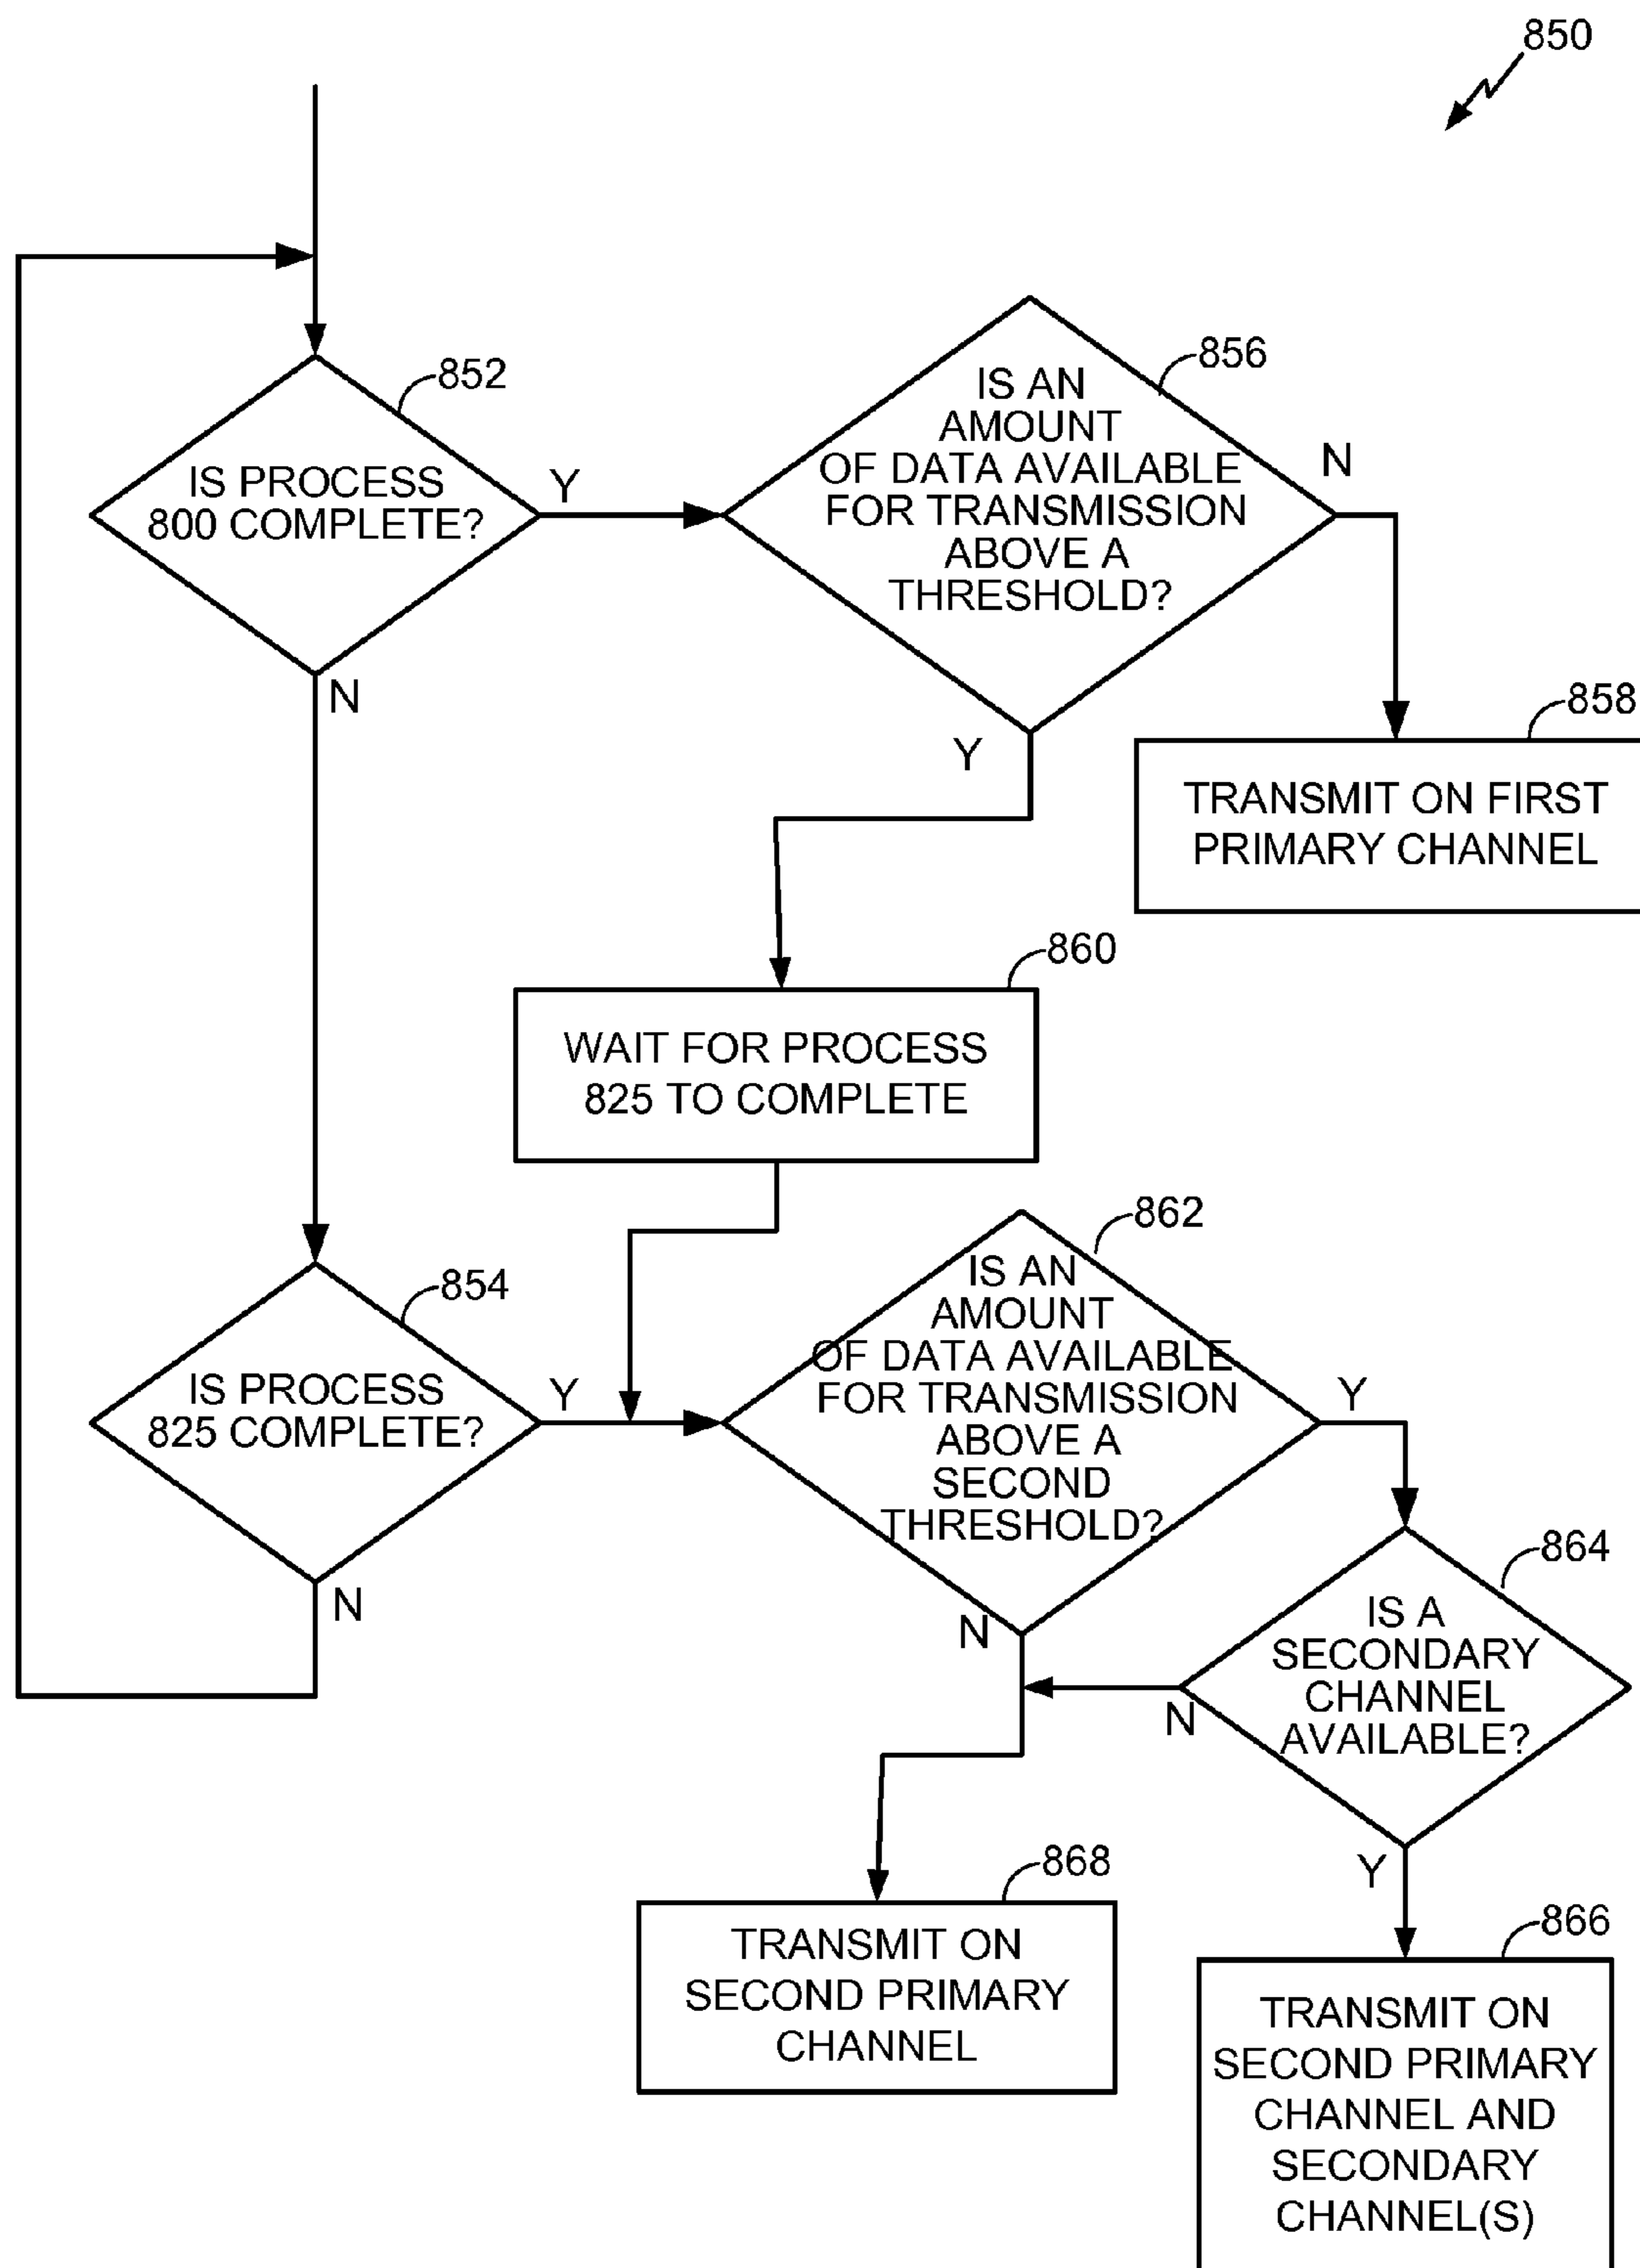 850
852
IS PROCESS
800 COMPLETE?
Y
N
856
IS AN
AMOUNT
OF DATA AVAILABLE
FOR TRANSMISSION
ABOVE A
THRESHOLD?
N
Y
858
TRANSMIT ON FIRST
PRIMARY CHANNEL
860
WAIT FOR PROCESS
825 TO COMPLETE
854
IS PROCESS
825 COMPLETE?
Y
N
862
IS AN
AMOUNT
OF DATA AVAILABLE
FOR TRANSMISSION
ABOVE A
SECOND
THRESHOLD?
Y
N
864
IS A
SECONDARY
CHANNEL
AVAILABLE?
N
Y
868
TRANSMIT ON
SECOND PRIMARY
CHANNEL
866
TRANSMIT ON
SECOND PRIMARY
CHANNEL AND
SECONDARY
CHANNEL(S)